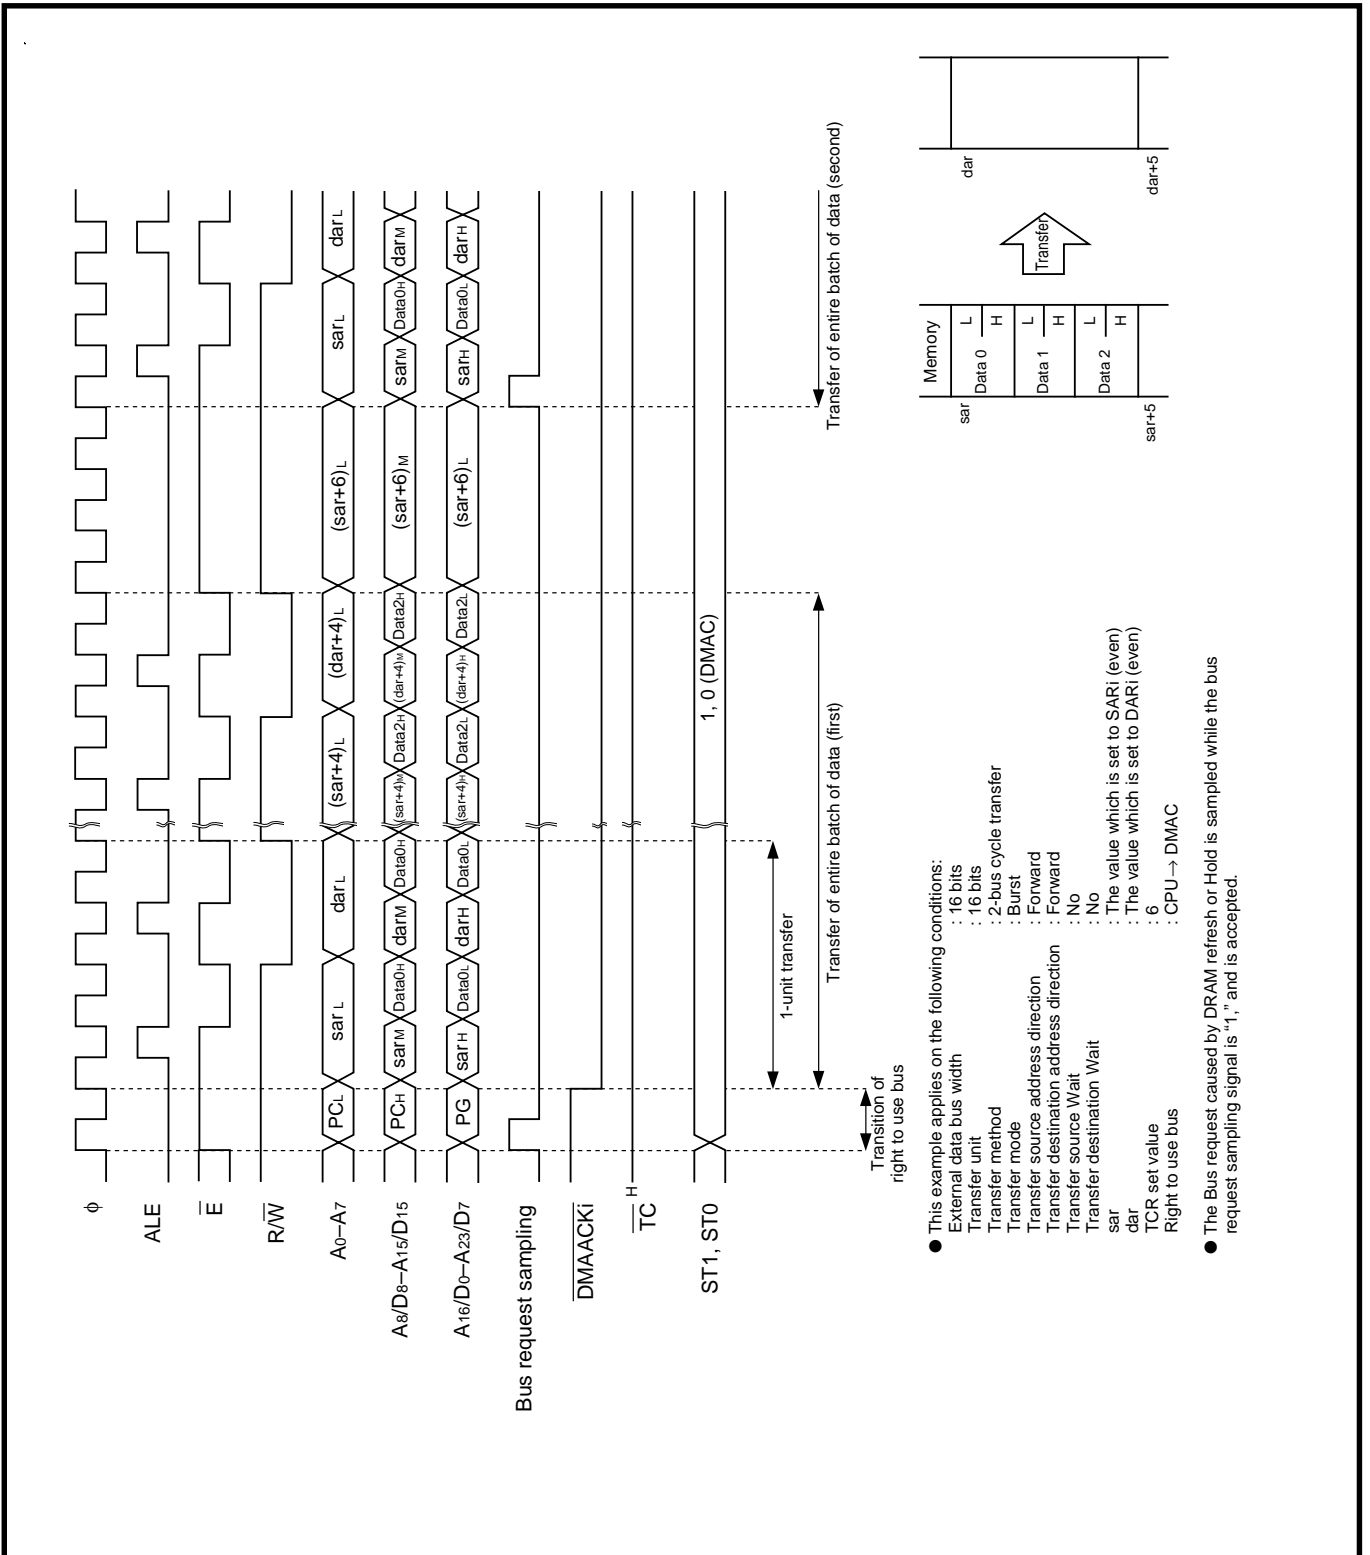 φ
ALE
E
R/W
A0–A7
PCL
sar L
dar L
(sar+4)L
(dar+4)L
(sar+6)L
sar L
dar L
A8/D8–A15/D15
PCH
sarM
Data0H
darM
Data0H
(sar+4)M
Data2H
(dar+4)M
Data2H
(sar+6)M
sarM
Data0H
darM
A16/D0–A23/D7
PG
sar H
Data0L
darH
Data0L
(sar+4)H
Data2L
(dar+4)H
Data2L
(sar+6)L
sarH
Data0L
darH
Bus request sampling
DMAACKi
TC
H
ST1, ST0
1, 0 (DMAC)
1-unit transfer
Transfer of entire batch of data (first)
Transfer of entire batch of data (second)
Transition of
right to use bus
● This example applies on the following conditions:
External data bus width : 16 bits
Transfer unit : 16 bits
Transfer method : 2-bus cycle transfer
Transfer mode : Burst
Transfer source address direction : Forward
Transfer destination address direction : Forward
Transfer source Wait : No
Transfer destination Wait : No
sar : The value which is set to SARi (even)
dar : The value which is set to DARi (even)
TCR set value : 6
Right to use bus : CPU → DMAC
● The Bus request caused by DRAM refresh or Hold is sampled while the bus
request sampling signal is “1,” and is accepted.
Memory
sar
Data 0
L
H
Data 1
L
H
Data 2
L
H
sar+5
Transfer
dar
dar+5